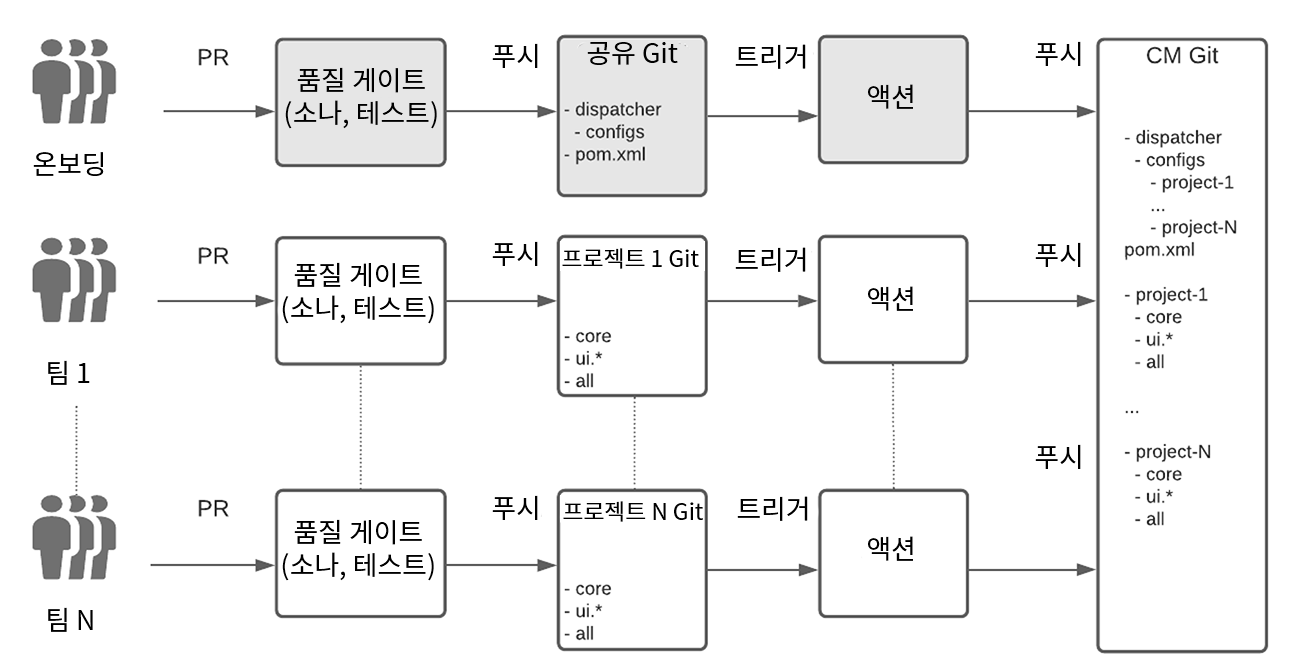 온보딩
PR
품질 게이트
(소나, 테스트)
푸시
공유 Git
- dispatcher
- configs
- pom.xml
트리거
액션
푸시
팀 1
PR
품질 게이트
(소나, 테스트)
푸시
프로젝트 1 Git
- core
- ui.*
- all
트리거
액션
푸시
팀 N
PR
품질 게이트
(소나, 테스트)
푸시
프로젝트 N Git
- core
- ui.*
- all
트리거
액션
푸시
CM Git
- dispatcher
- configs
- project-1
...
- project-N
pom.xml
- project-1
- core
- ui.*
- all
...
- project-N
- core
- ui.*
- all